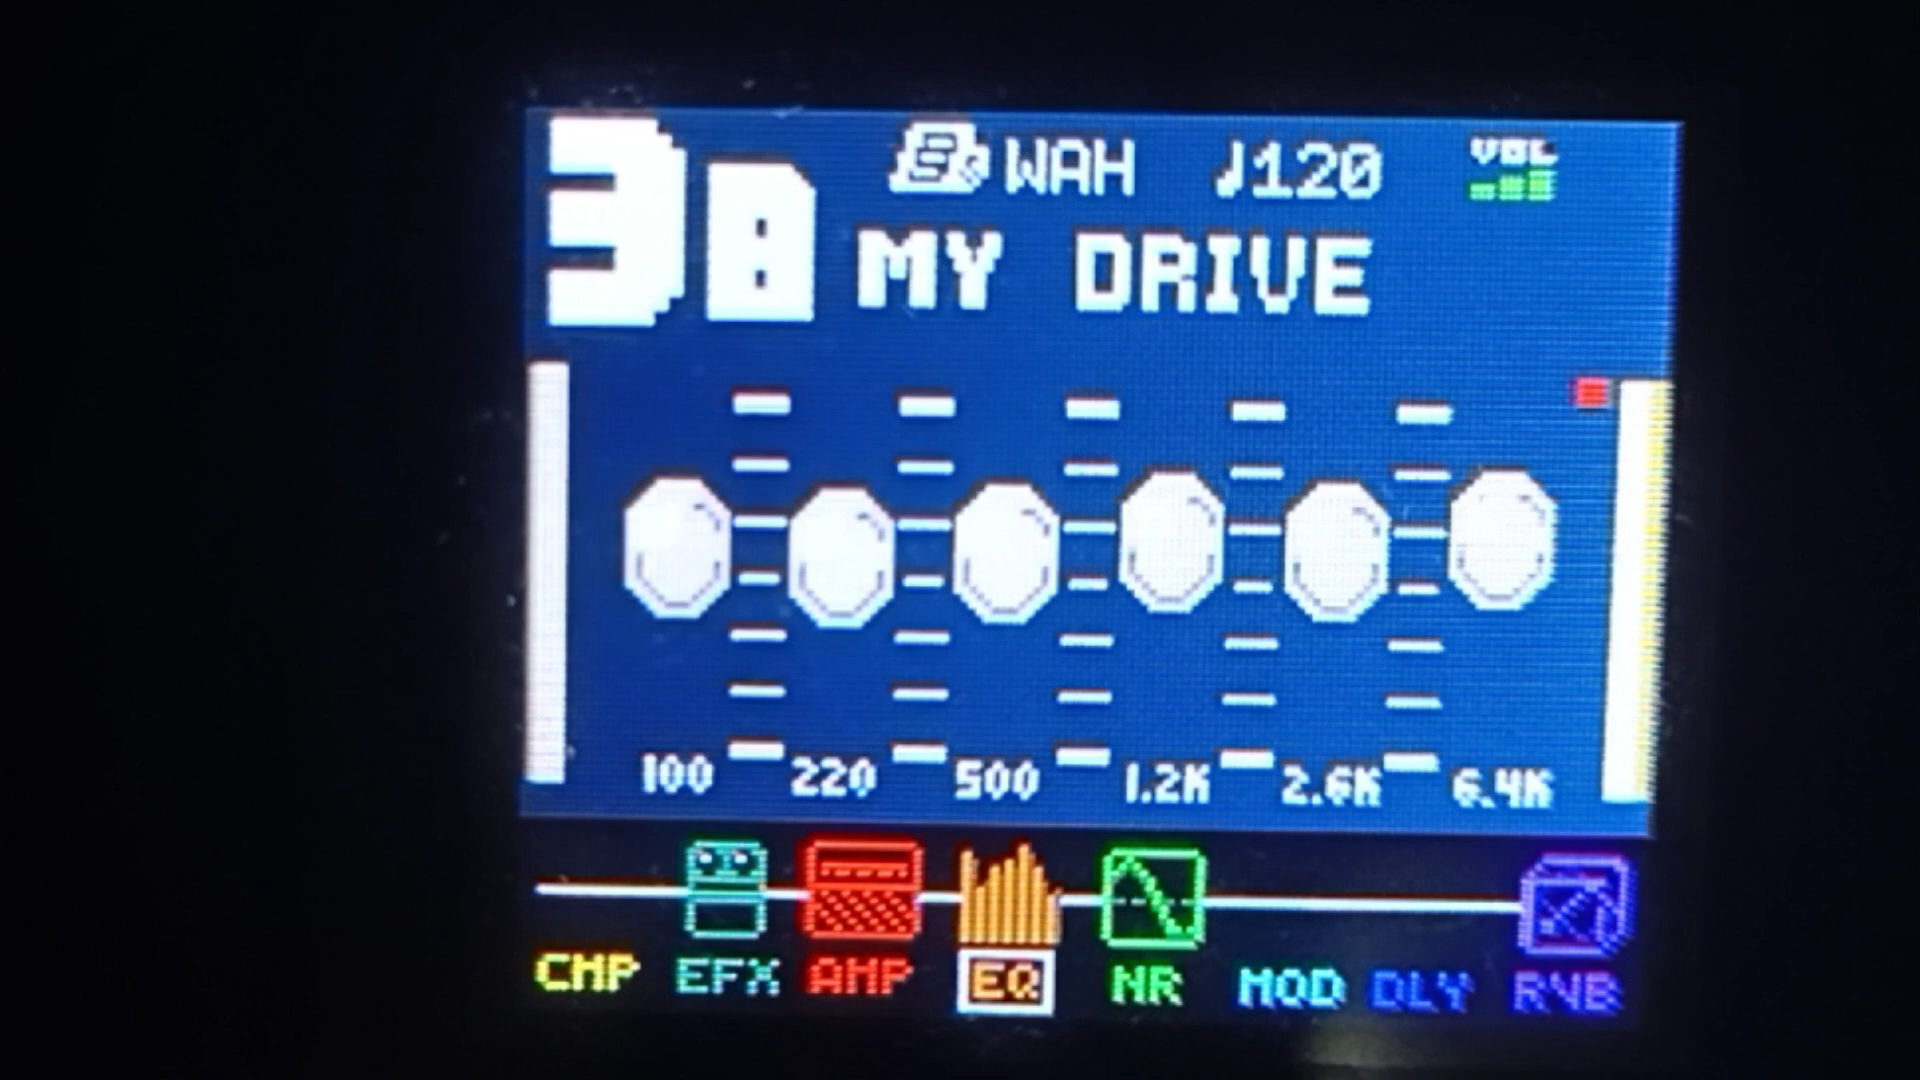 3B
WAH ♩120 VOL
MY DRIVE
100 220 500 1.2K 2.6K 6.4K
CMP EFX AMP EQ NR MOD DLY RVB